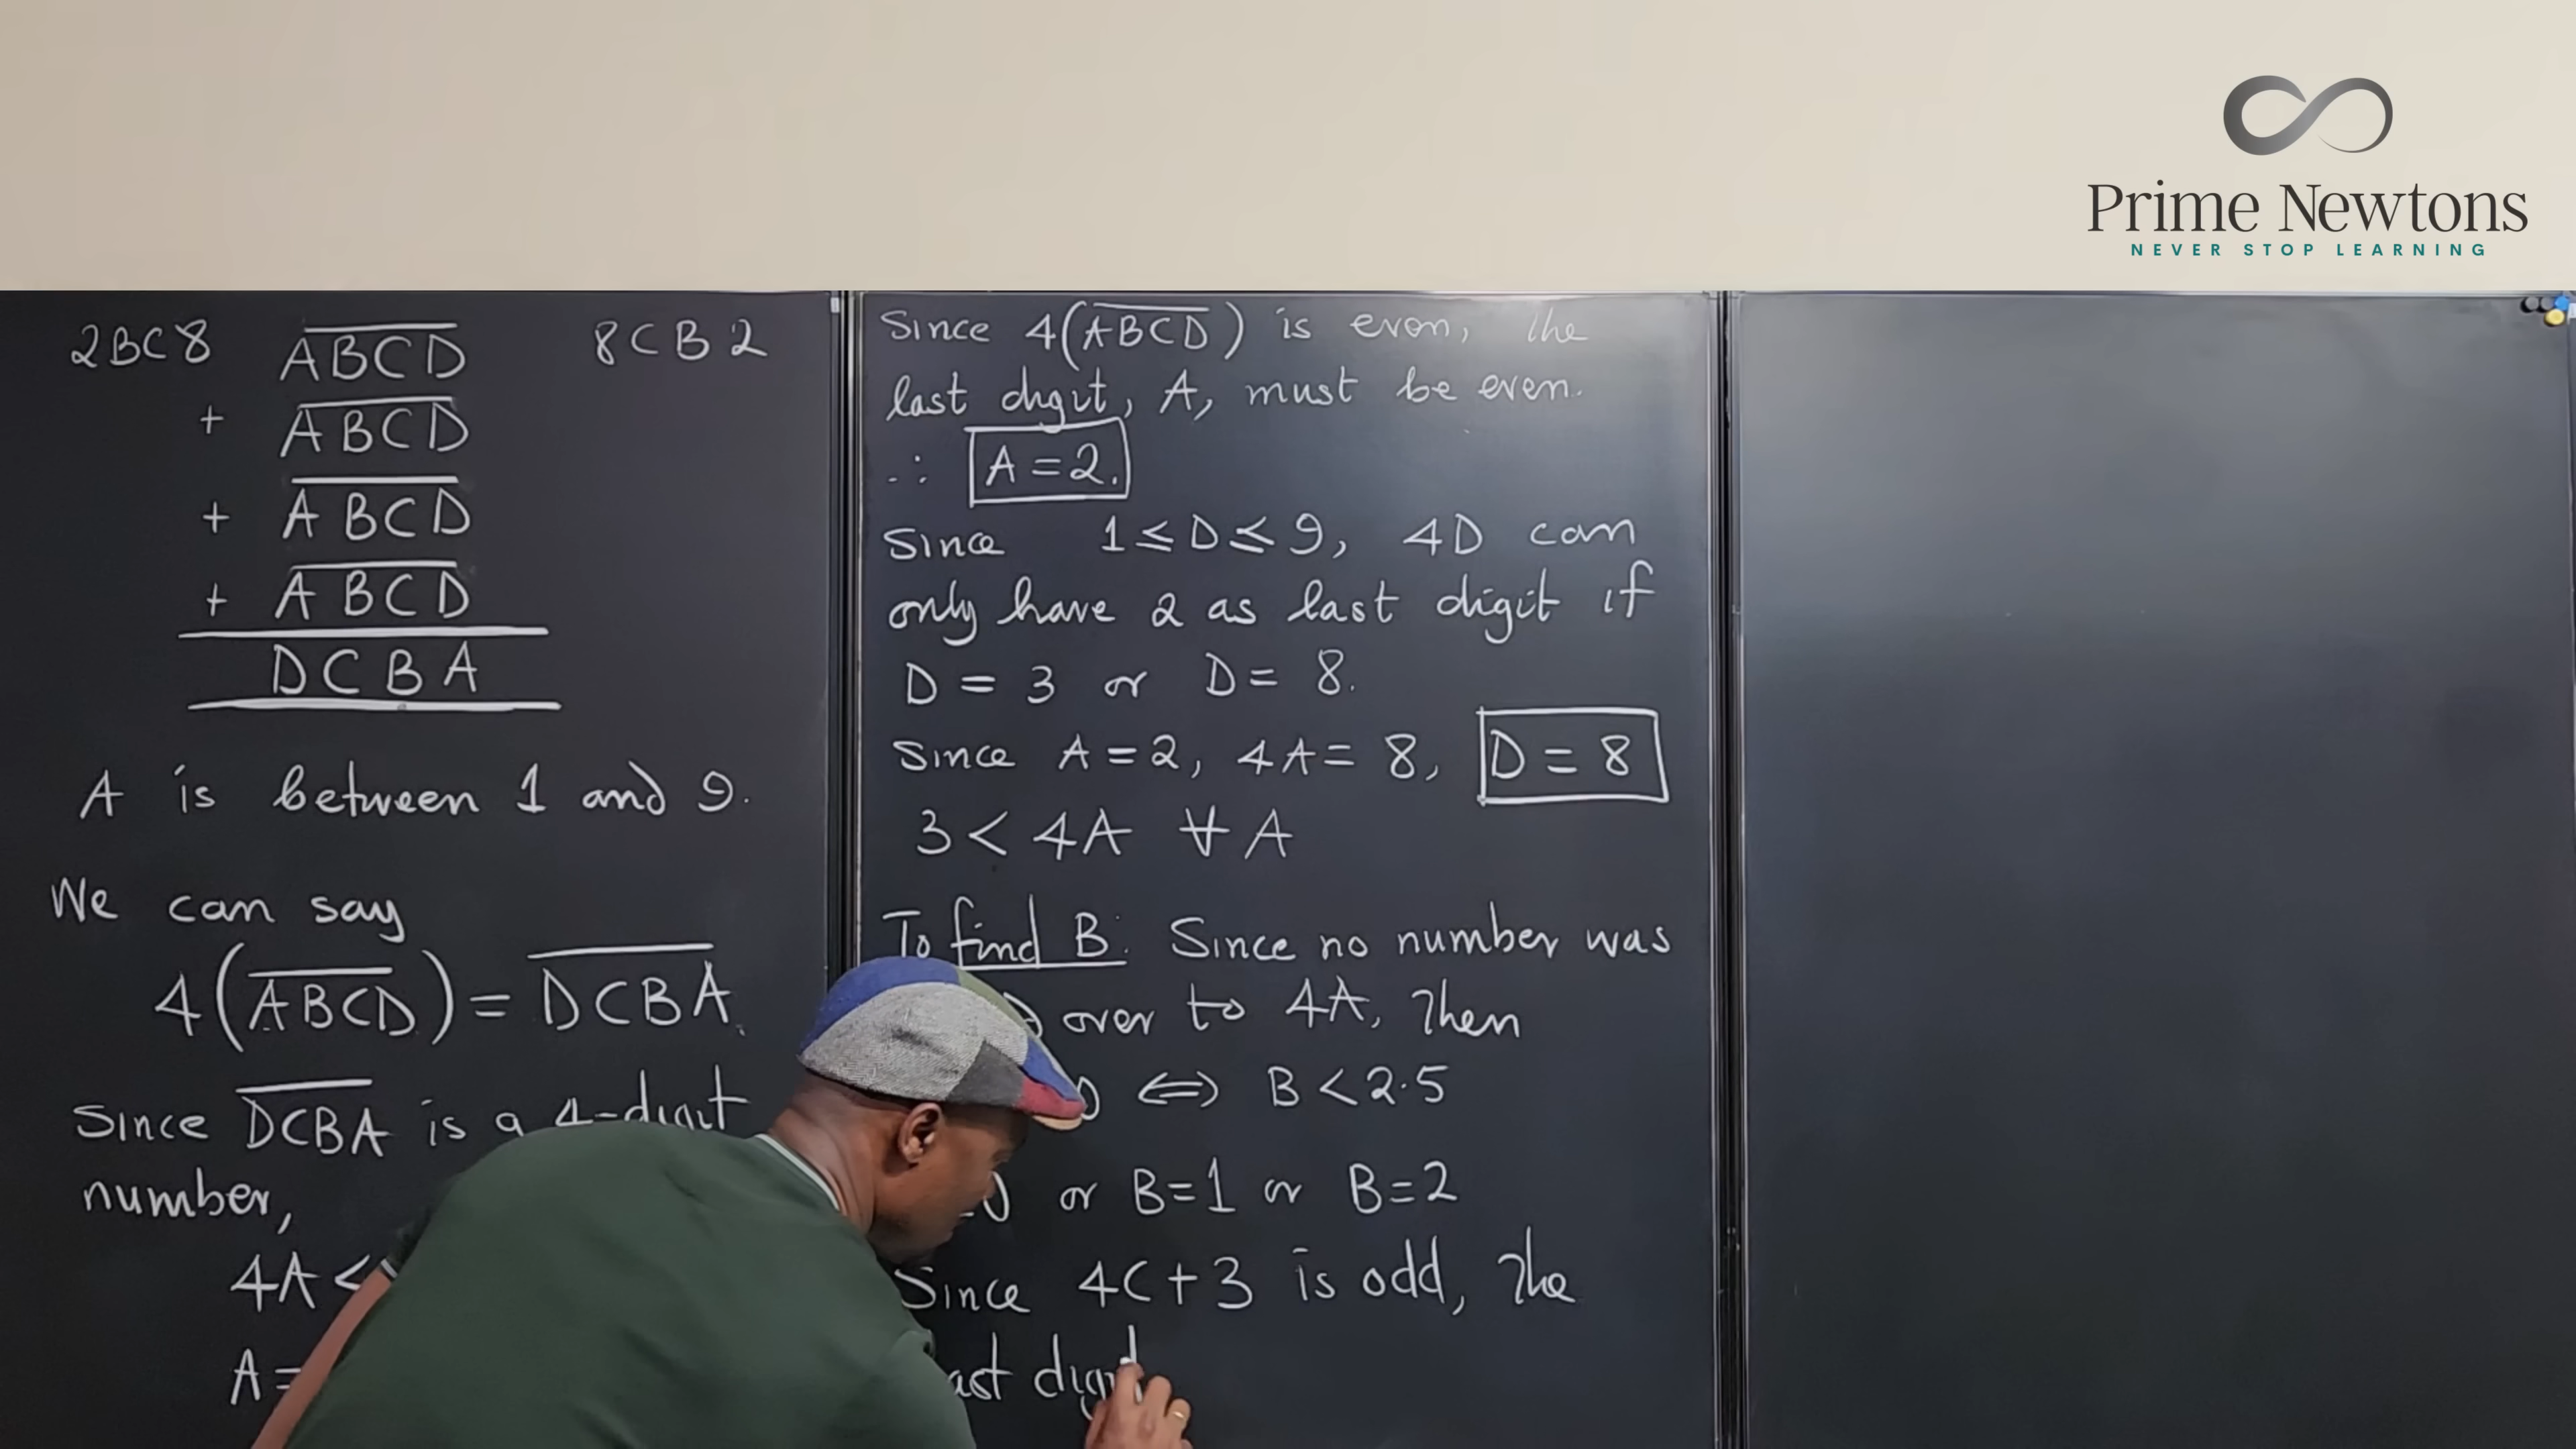 Prime Newtons
NEVER STOP LEARNING
2BC8
ABCD
+ ABCD
+ ABCD
+ ABCD
DCBA
8CB2
A is between 1 and 9.
We can say
4(ABCD) = DCBA.
Since DCBA is a 4-digit
number,
4A <
A =
Since 4(ABCD) is even, the
last digit, A, must be even.
∴ A = 2.
Since 1 ≤ D ≤ 9, 4D can
only have 2 as last digit if
D = 3 or D = 8.
Since A = 2, 4A = 8, D = 8
3 < 4A ∀ A
To find B: Since no number was
over to 4A, Then
⇔ B < 2.5
or B=1 or B=2
Since 4C + 3 is odd, The
digit